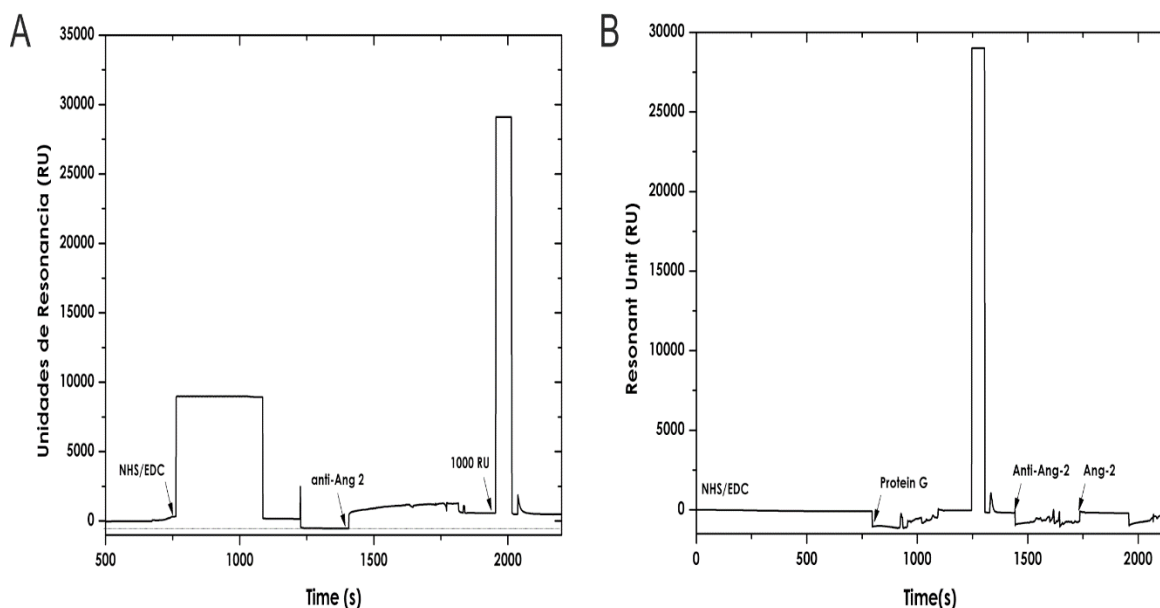 A
Unidades de Resonancia (RU)
35000
30000
25000
20000
15000
10000
5000
0
NHS/EDC
anti-Ang 2
1000 RU
500
1000
1500
2000
Time (s)
B
Resonant Unit (RU)
30000
25000
20000
15000
10000
5000
0
NHS/EDC
Protein G
Anti-Ang-2
Ang-2
0
500
1000
1500
2000
Time(s)